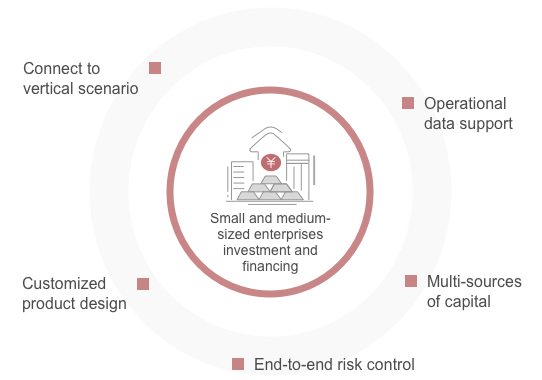 Connect to
vertical scenario
Operational
data support
¥
Small and medium-
sized enterprises
investment and
financing
Customized
product design
Multi-sources
of capital
End-to-end risk control